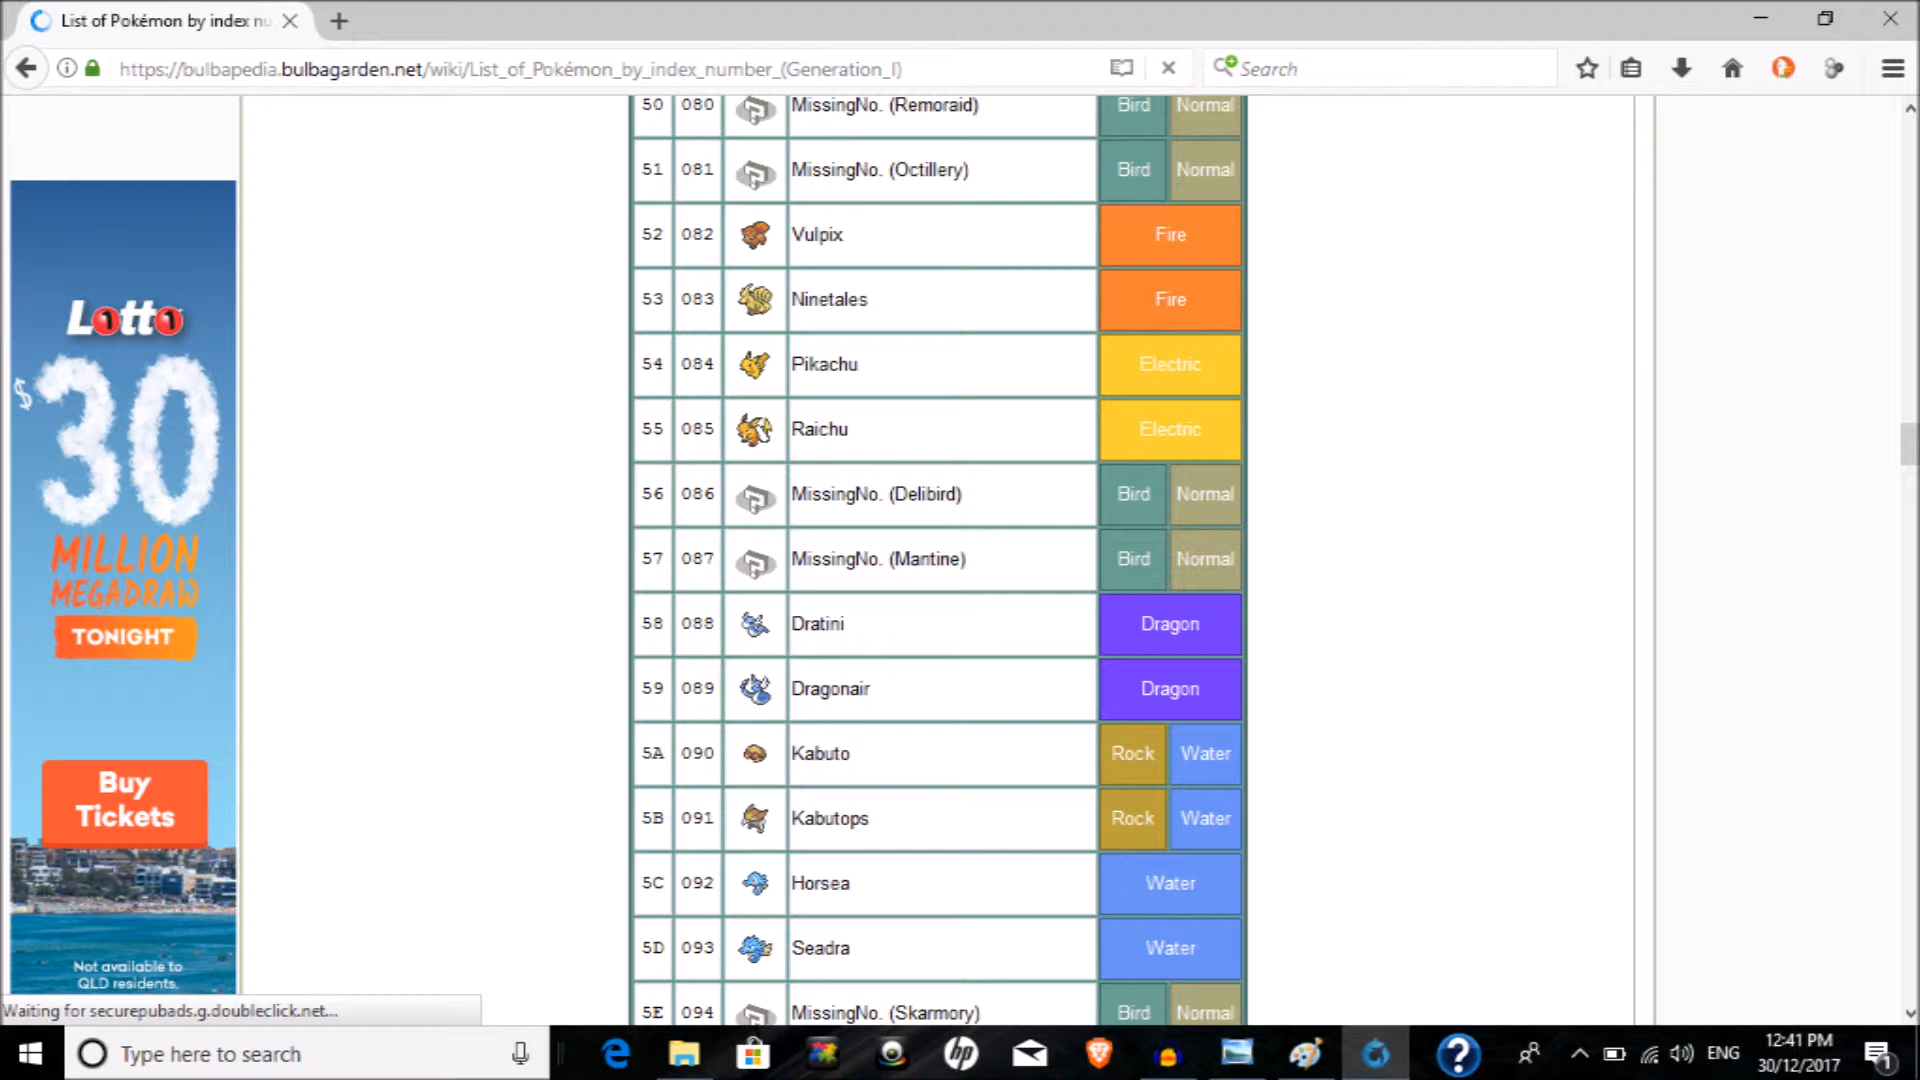 List of Pokémon by index nu
https://bulbapedia.bulbagarden.net/wiki/List_of_Pokémon_by_index_number_(Generation_I)
Search
50 080 MissingNo. (Remoraid) Bird Normal
51 081 MissingNo. (Octillery) Bird Normal
52 082 Vulpix Fire
53 083 Ninetales Fire
54 084 Pikachu Electric
55 085 Raichu Electric
56 086 MissingNo. (Delibird) Bird Normal
57 087 MissingNo. (Mantine) Bird Normal
58 088 Dratini Dragon
59 089 Dragonair Dragon
5A 090 Kabuto Rock Water
5B 091 Kabutops Rock Water
5C 092 Horsea Water
5D 093 Seadra Water
5E 094 MissingNo. (Skarmory) Bird Normal
Lotto
$30
MILLION
MEGADRAW
TONIGHT
Buy
Tickets
Not available to
QLD residents.
Waiting for securepubads.g.doubleclick.net...
Type here to search
hp
ENG
12:41 PM
30/12/2017
1